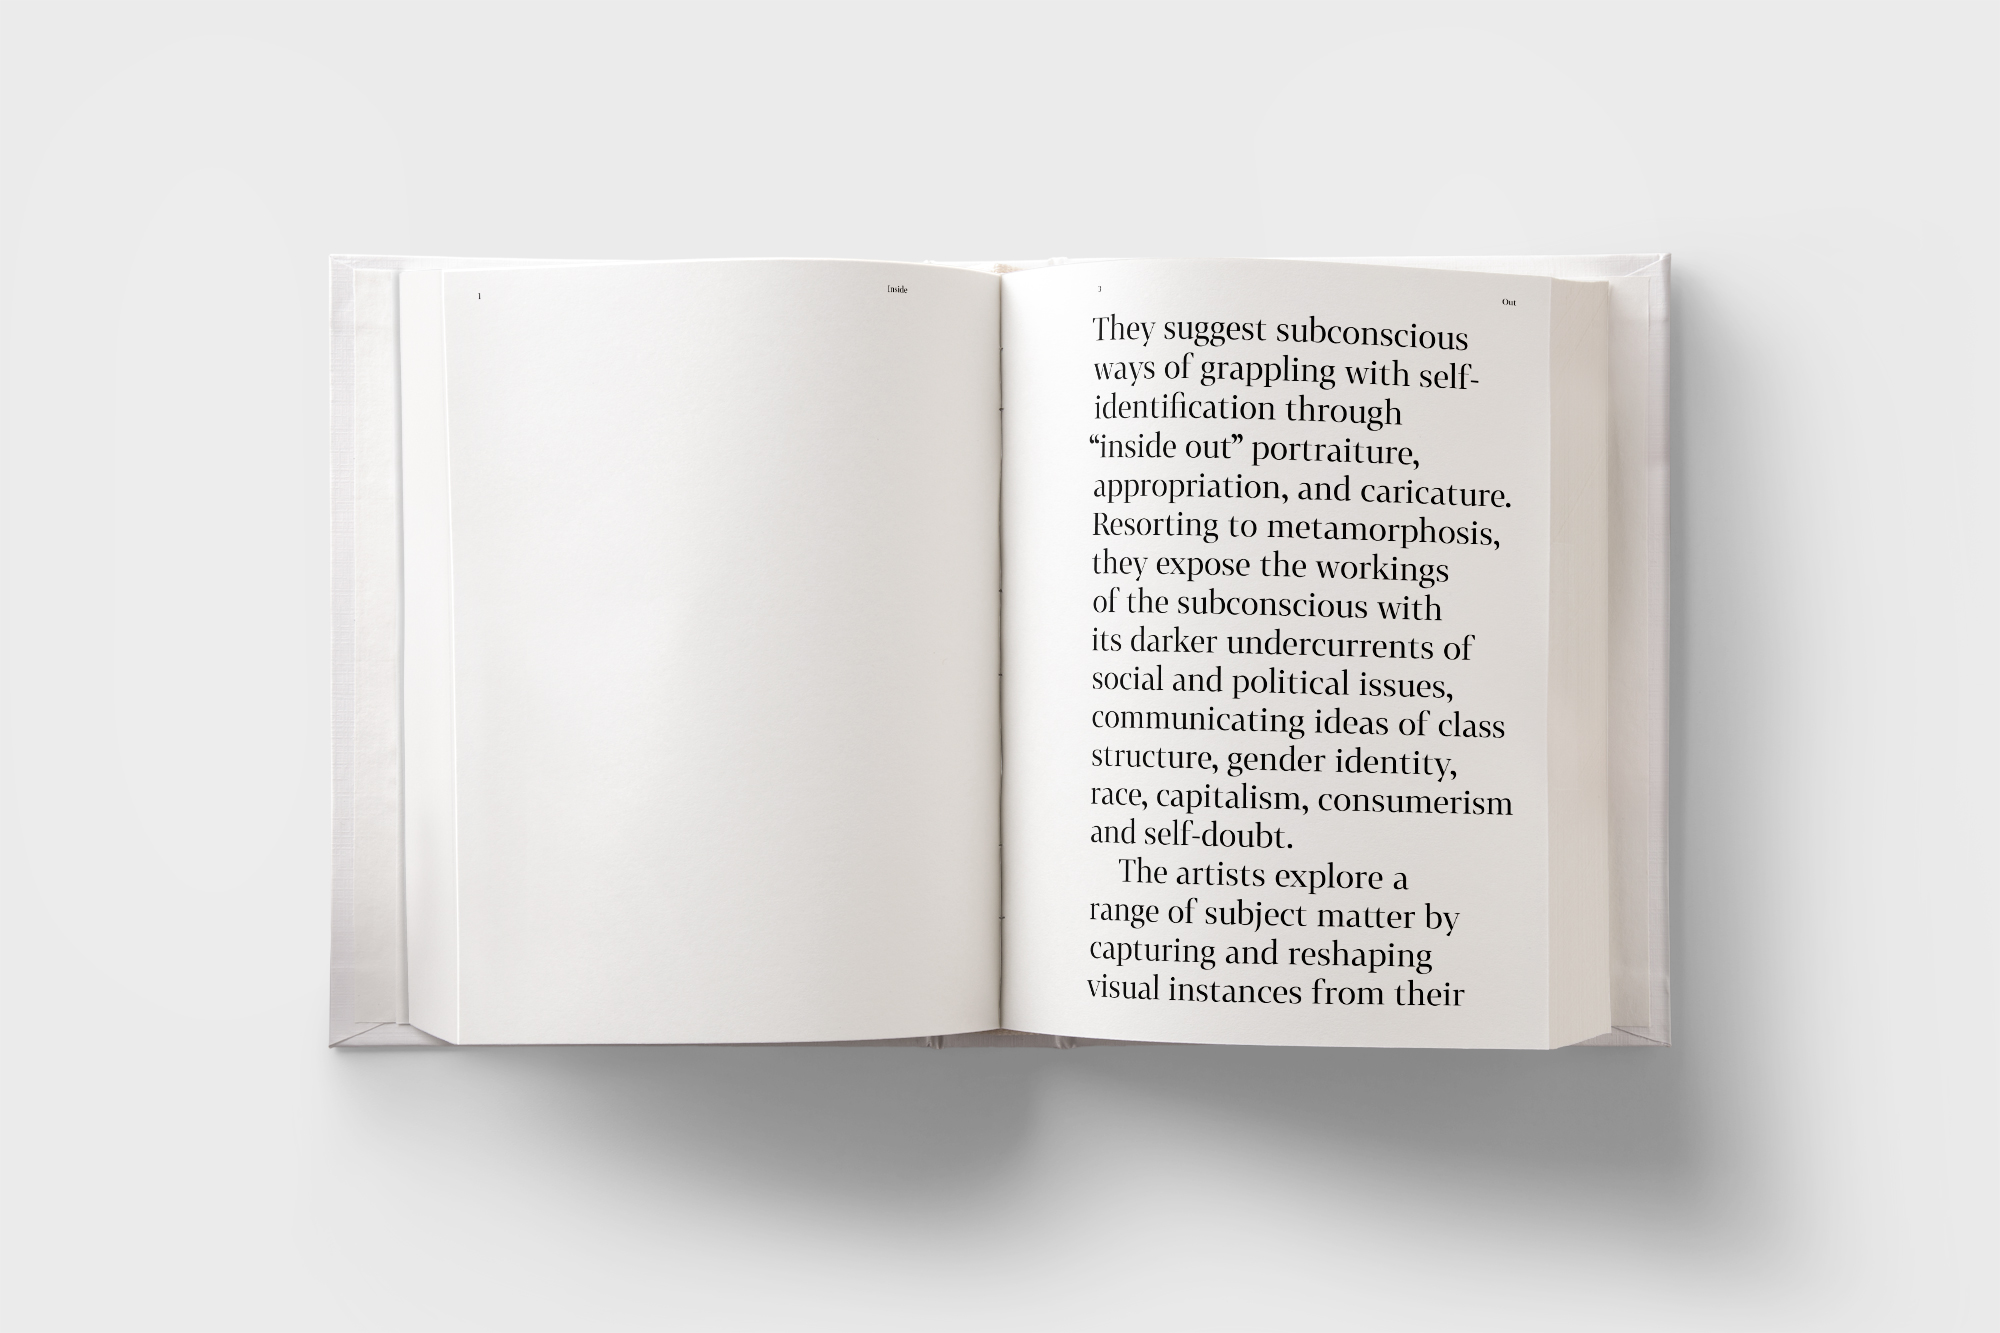 1
Inside
3
Out
They suggest subconscious
ways of grappling with self-
identification through
“inside out” portraiture,
appropriation, and caricature.
Resorting to metamorphosis,
they expose the workings
of the subconscious with
its darker undercurrents of
social and political issues,
communicating ideas of class
structure, gender identity,
race, capitalism, consumerism
and self-doubt.
The artists explore a
range of subject matter by
capturing and reshaping
visual instances from their